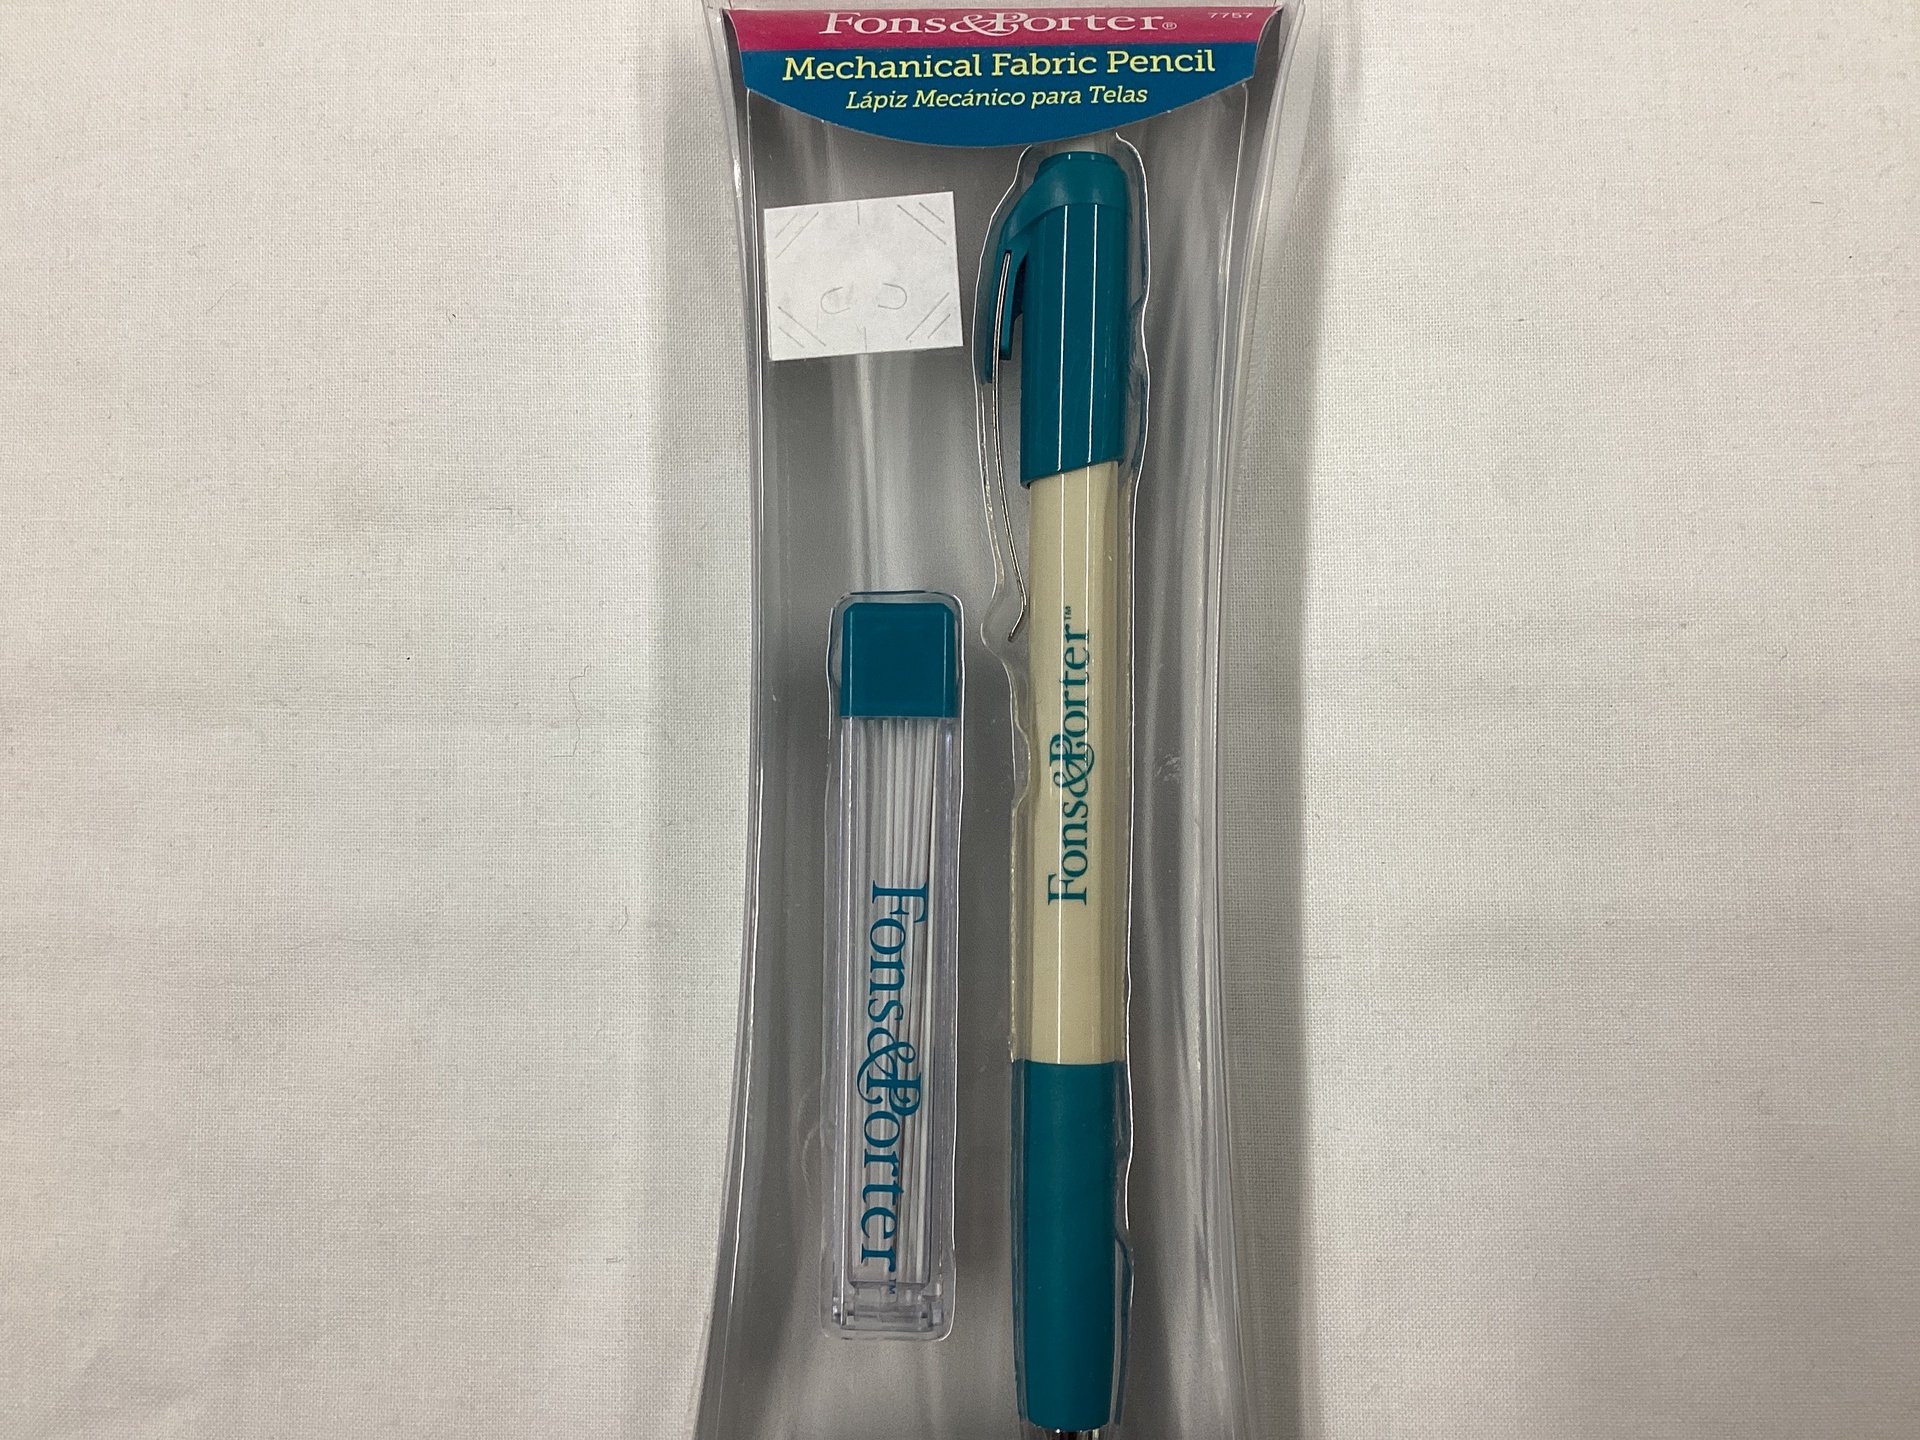 Fons&Porter® 7757
Mechanical Fabric Pencil
Lápiz Mecánico para Telas
Fons&Porter™
Fons&Porter™